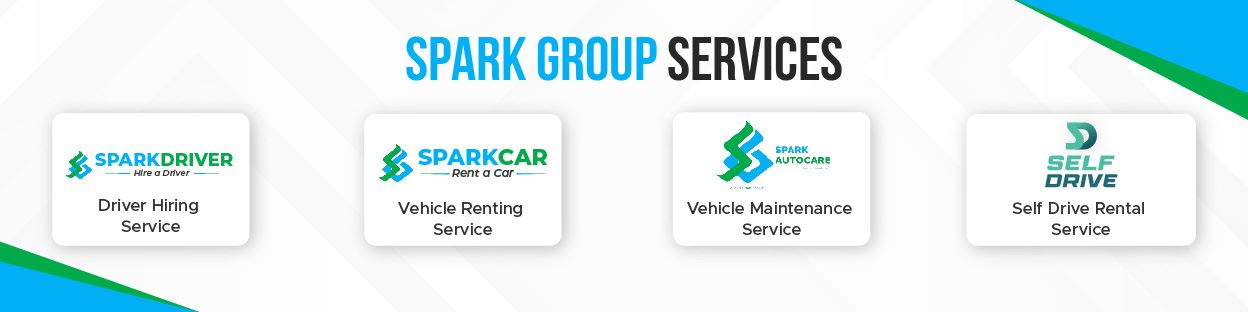 SPARK GROUP SERVICES
SPARKDRIVER
Hire a Driver
Driver Hiring
Service
SPARKCAR
Rent a Car
Vehicle Renting
Service
SPARK
AUTOCARE
Vehicle Maintenance
Service
SELF
DRIVE
Self Drive Rental
Service